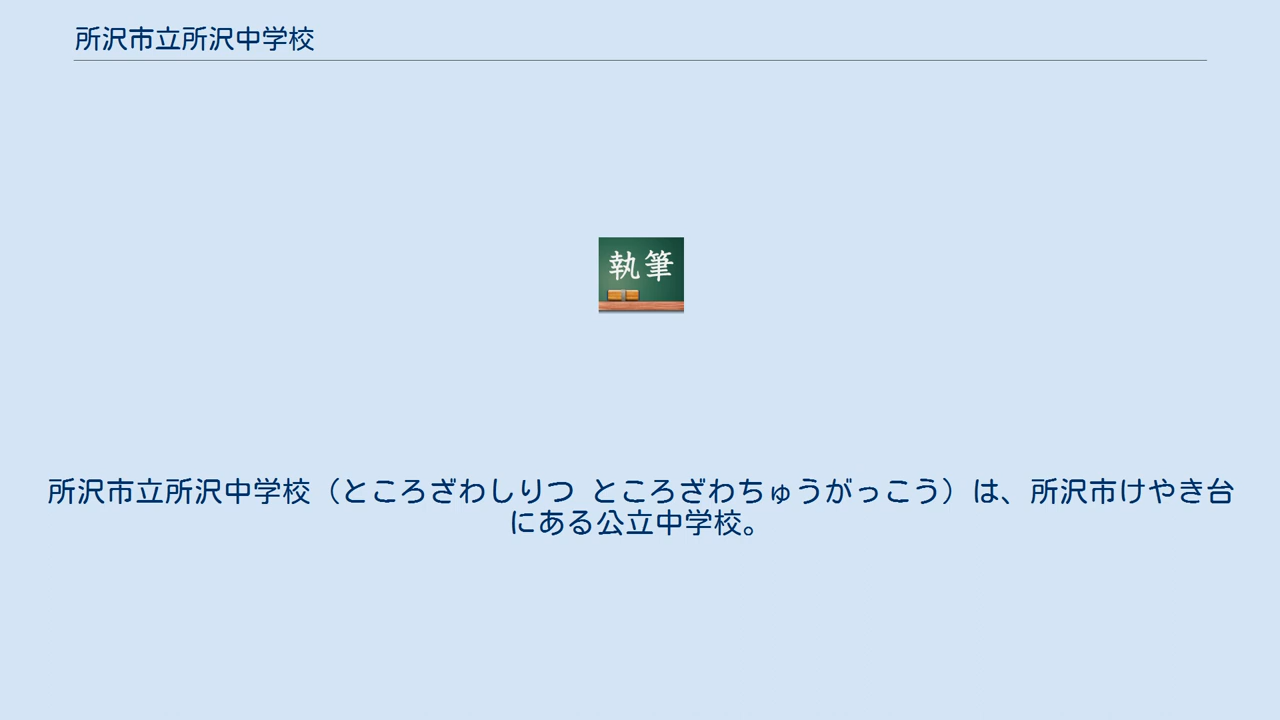 所沢市立所沢中学校
執筆
所沢市立所沢中学校（ところざわしりつ ところざわちゅうがっこう）は、所沢市けやき台
にある公立中学校。